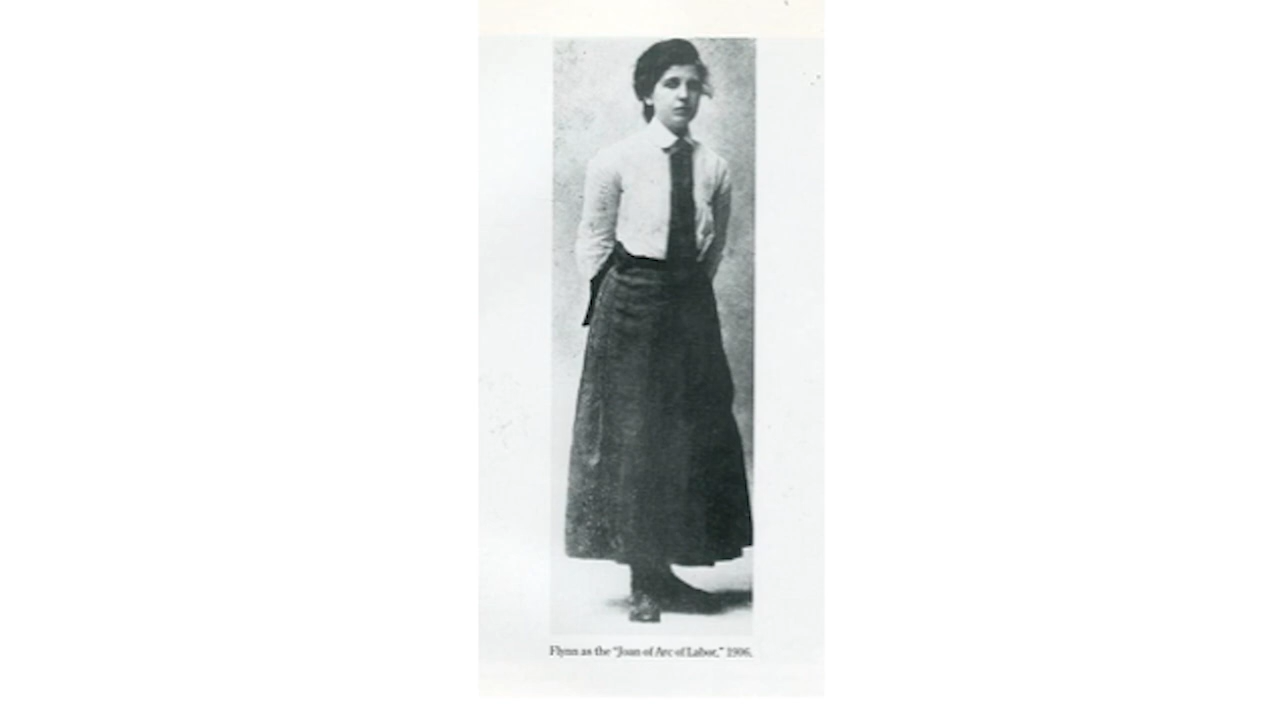 Flynn as the "Joan of Arc of Labor," 1906.